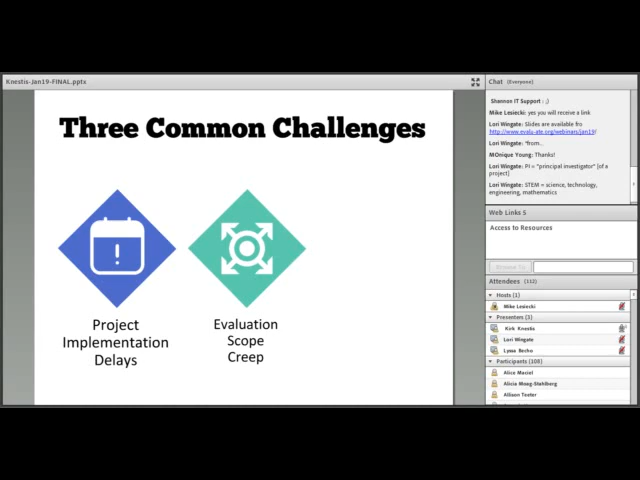 Knestis-Jan19-FINAL.pptx
Three Common Challenges
!
Project
Implementation
Delays
Evaluation
Scope
Creep
Chat (Everyone)
Shannon IT Support : ;)
Mike Lesiecki: yes you will receive a link
Lori Wingate: Slides are available fro
http://www.evalu-ate.org/webinars/jan19/
Lori Wingate: *from...
MOnique Young: Thanks!
Lori Wingate: PI = "principal investigator" [of a
project]
Lori Wingate: STEM = science, technology,
engineering, mathematics
Web Links 5
Access to Resources
Browse To
Attendees (112)
Hosts (1)
Mike Lesiecki
Presenters (3)
Kirk Knestis
Lori Wingate
Lyssa Becho
Participants (108)
Alice Maciel
Alicia Moag-Stahlberg
Allison Teeter